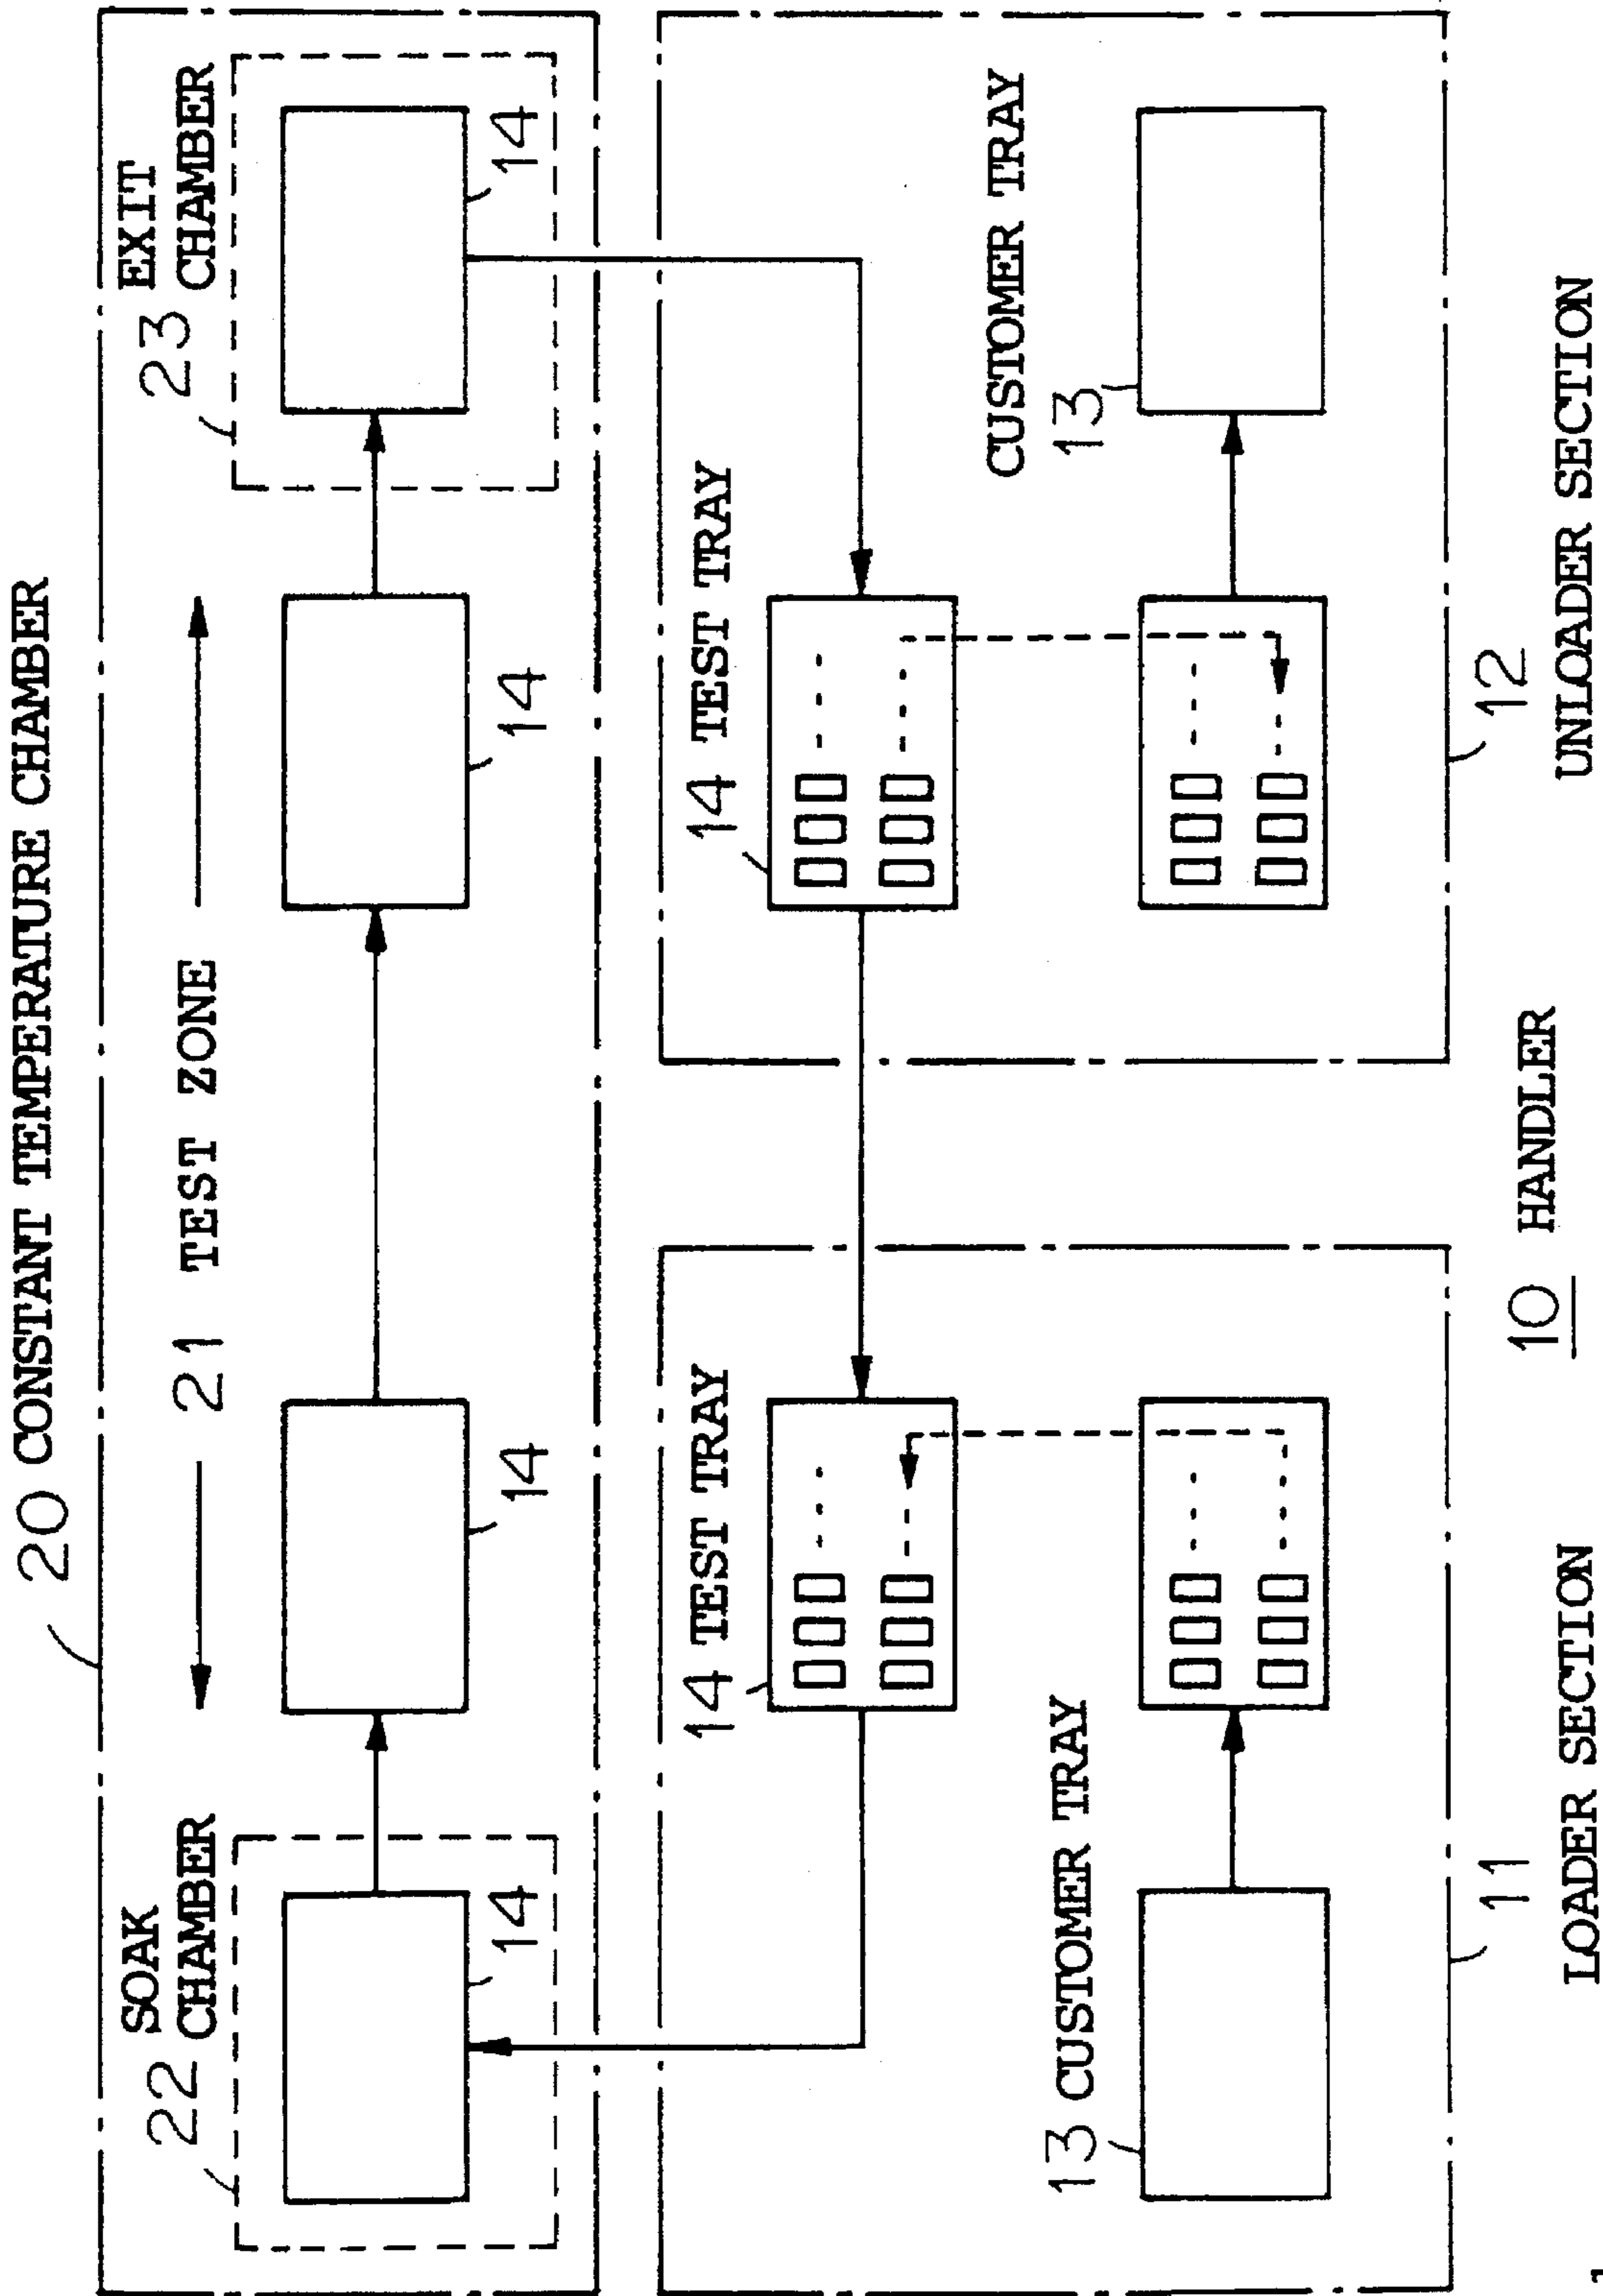 20 CONSTANT TEMPERATURE CHAMBER
SOAK
22 CHAMBER
21 TEST ZONE
EXIT
23 CHAMBER
14
14
14
14
14 TEST TRAY
14 TEST TRAY
13 CUSTOMER TRAY
CUSTOMER TRAY
13
11
LOADER SECTION
10 HANDLER
12
UNLOADER SECTION